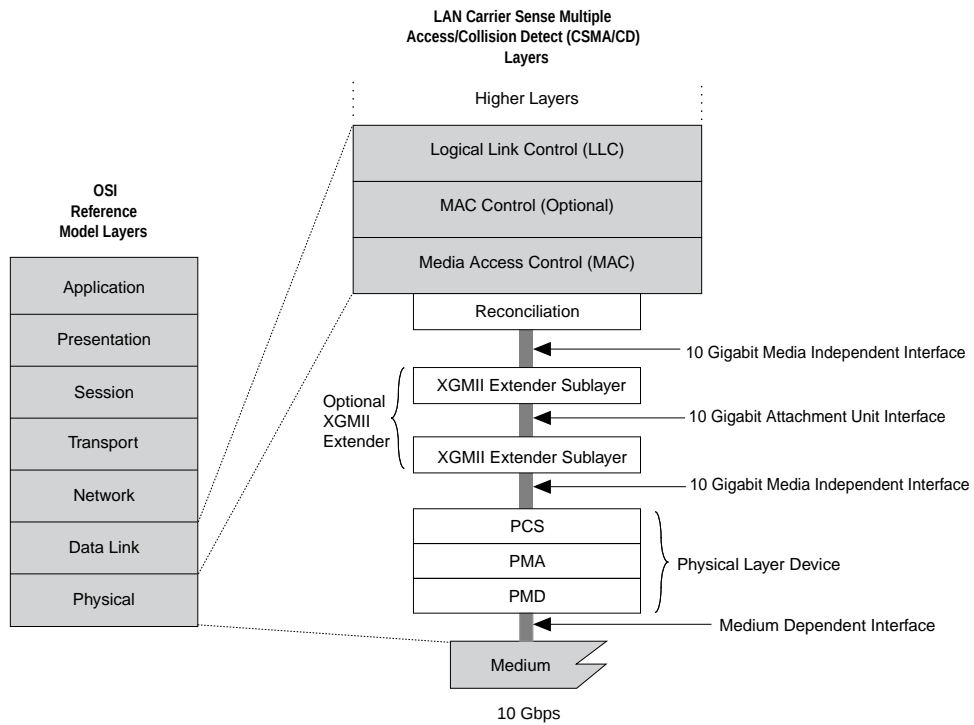 LAN Carrier Sense Multiple
Access/Collision Detect (CSMA/CD)
Layers
Higher Layers
Logical Link Control (LLC)
MAC Control (Optional)
Media Access Control (MAC)
Reconciliation
10 Gigabit Media Independent Interface
Optional
XGMII
Extender
XGMII Extender Sublayer
10 Gigabit Attachment Unit Interface
XGMII Extender Sublayer
10 Gigabit Media Independent Interface
PCS
PMA
PMD
Physical Layer Device
Medium Dependent Interface
Medium
10 Gbps
OSI
Reference
Model Layers
Application
Presentation
Session
Transport
Network
Data Link
Physical